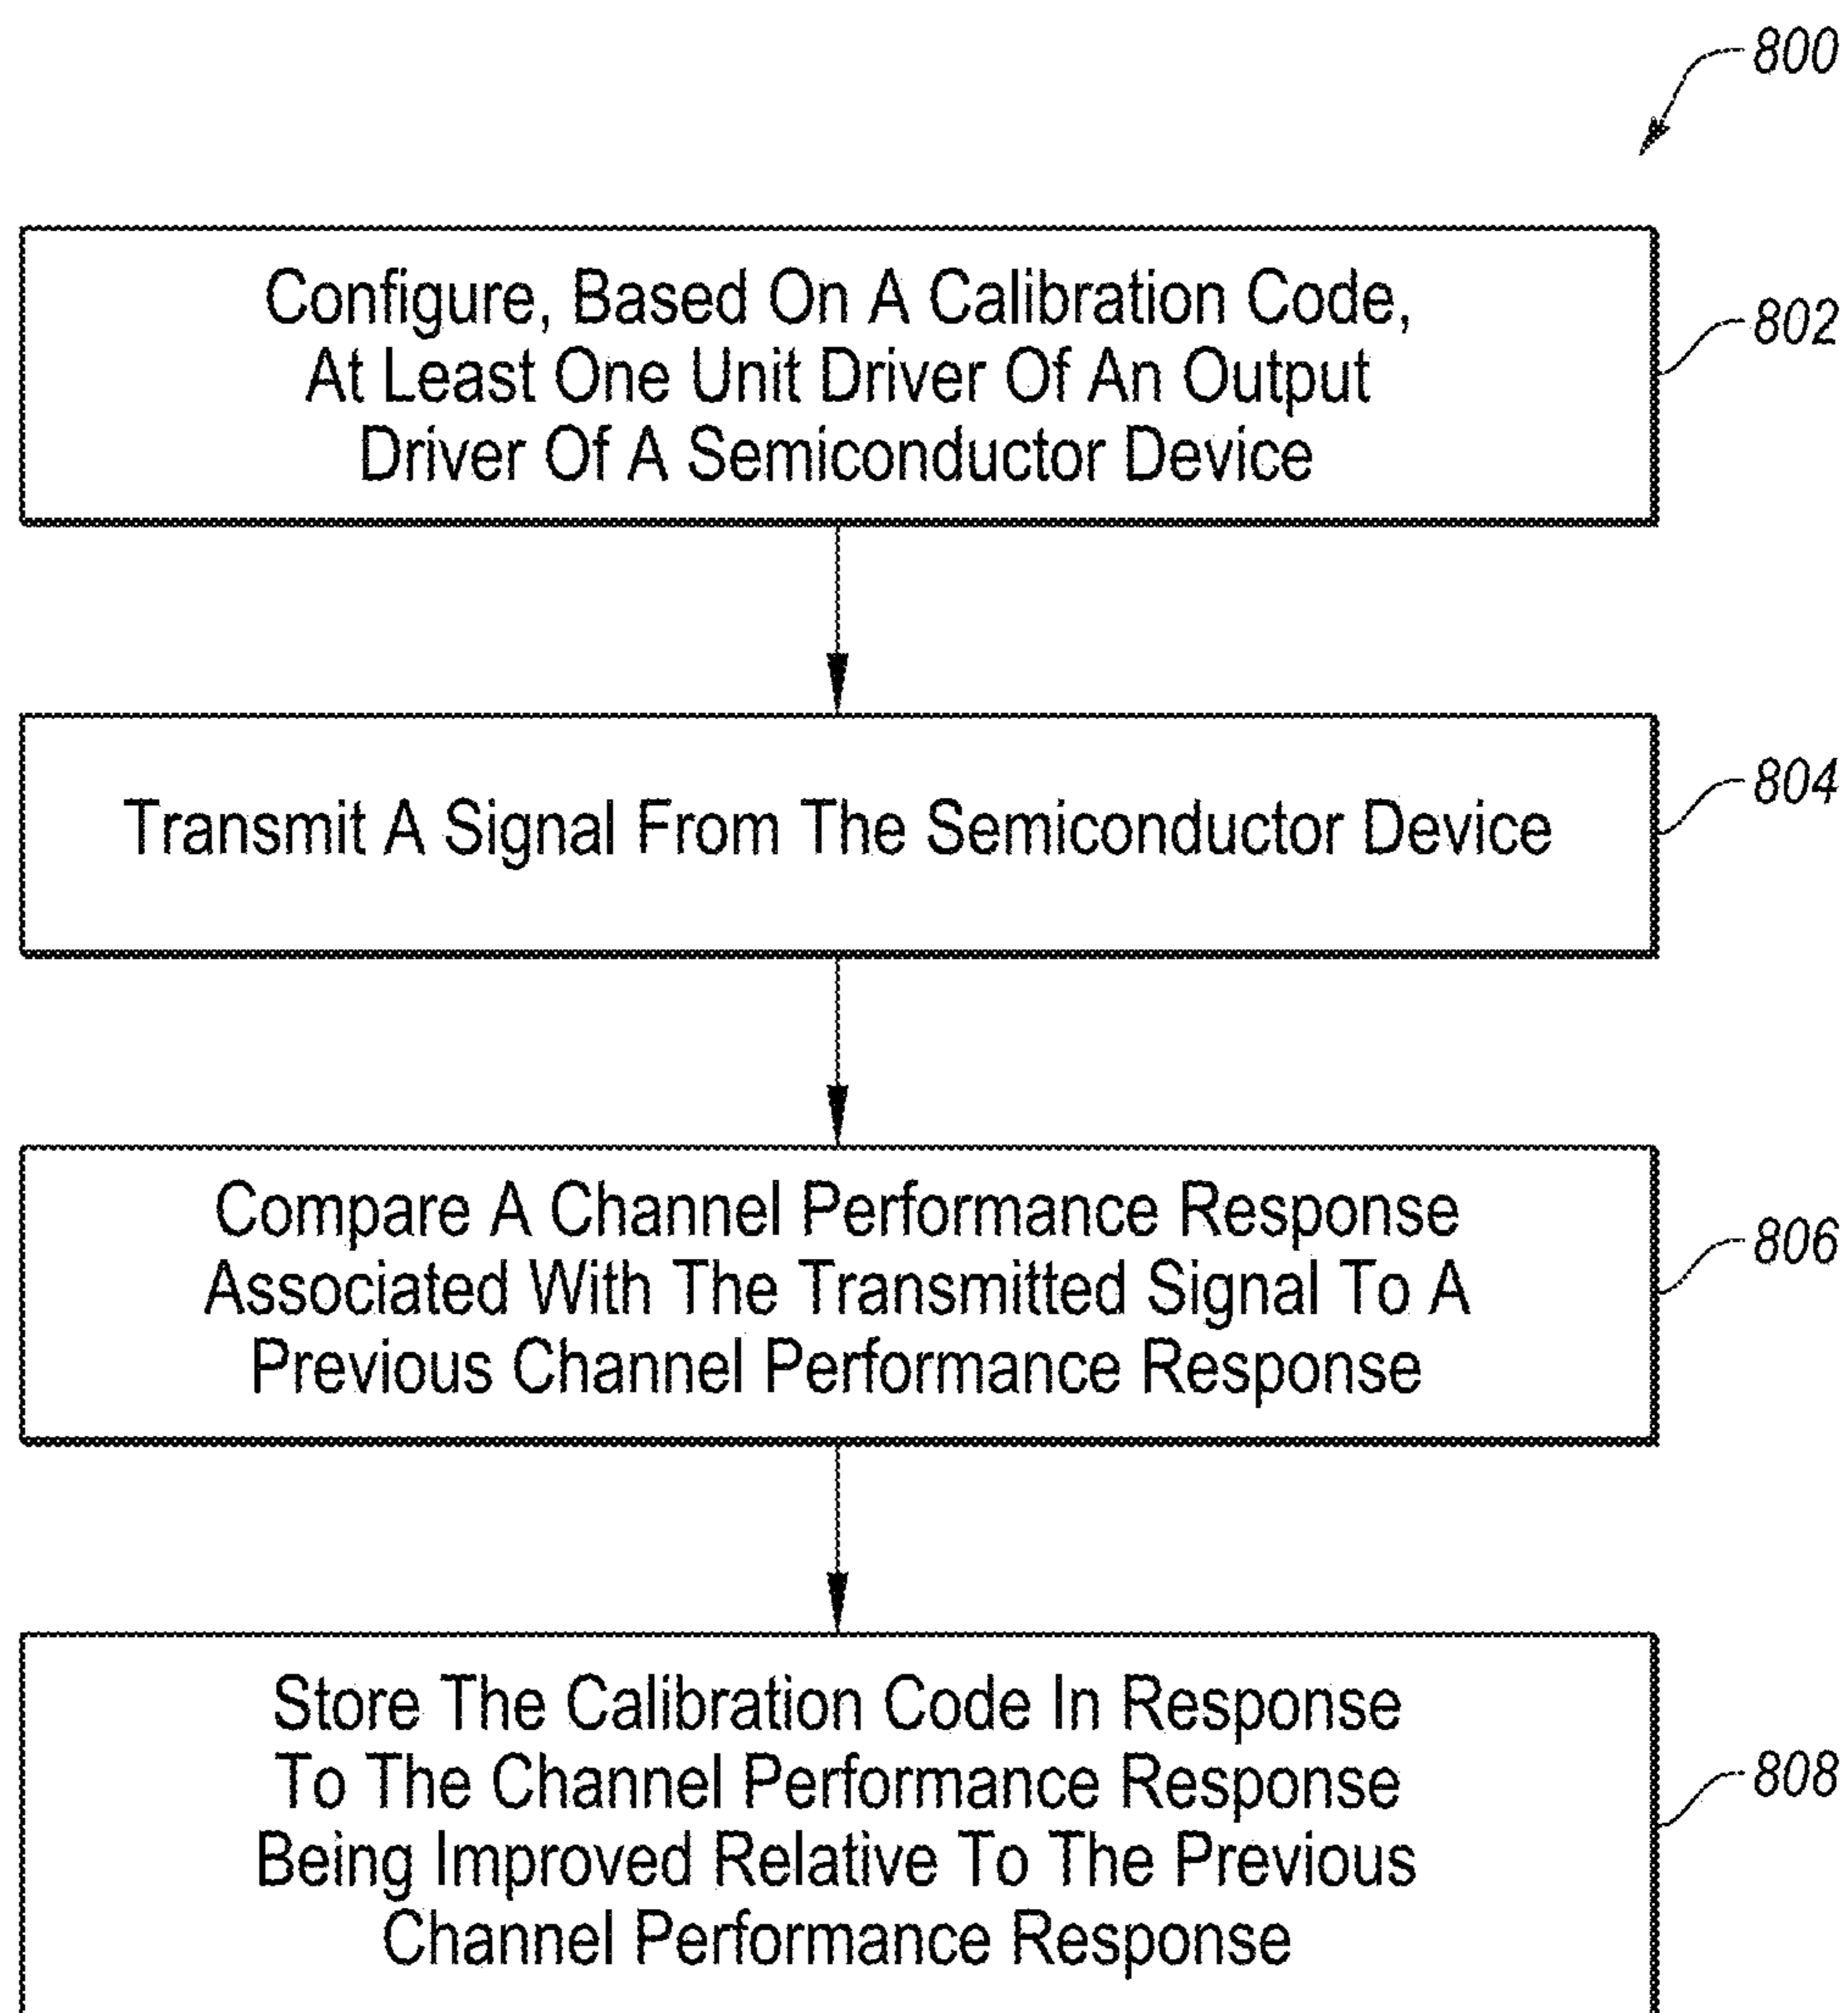 800
Configure, Based On A Calibration Code,
At Least One Unit Driver Of An Output
Driver Of A Semiconductor Device
802
Transmit A Signal From The Semiconductor Device
804
Compare A Channel Performance Response
Associated With The Transmitted Signal To A
Previous Channel Performance Response
806
Store The Calibration Code In Response
To The Channel Performance Response
Being Improved Relative To The Previous
Channel Performance Response
808